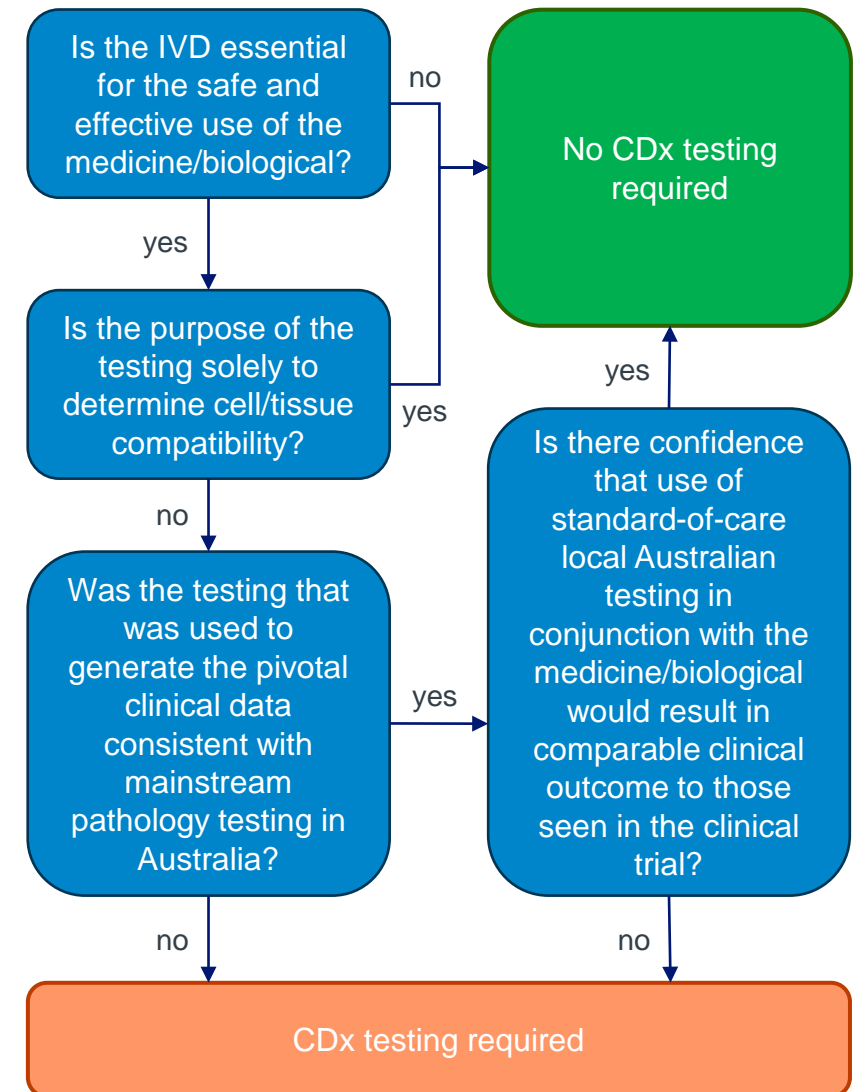 Is the IVD essential
for the safe and
effective use of the
medicine/biological?
no
No CDx testing
required
yes
Is the purpose of the
testing solely to
determine cell/tissue
compatibility?
yes
no
Was the testing that
was used to
generate the pivotal
clinical data
consistent with
mainstream
pathology testing in
Australia?
yes
yes
Is there confidence
that use of
standard-of-care
local Australian
testing in
conjunction with the
medicine/biological
would result in
comparable clinical
outcome to those
seen in the clinical
trial?
no
no
CDx testing required